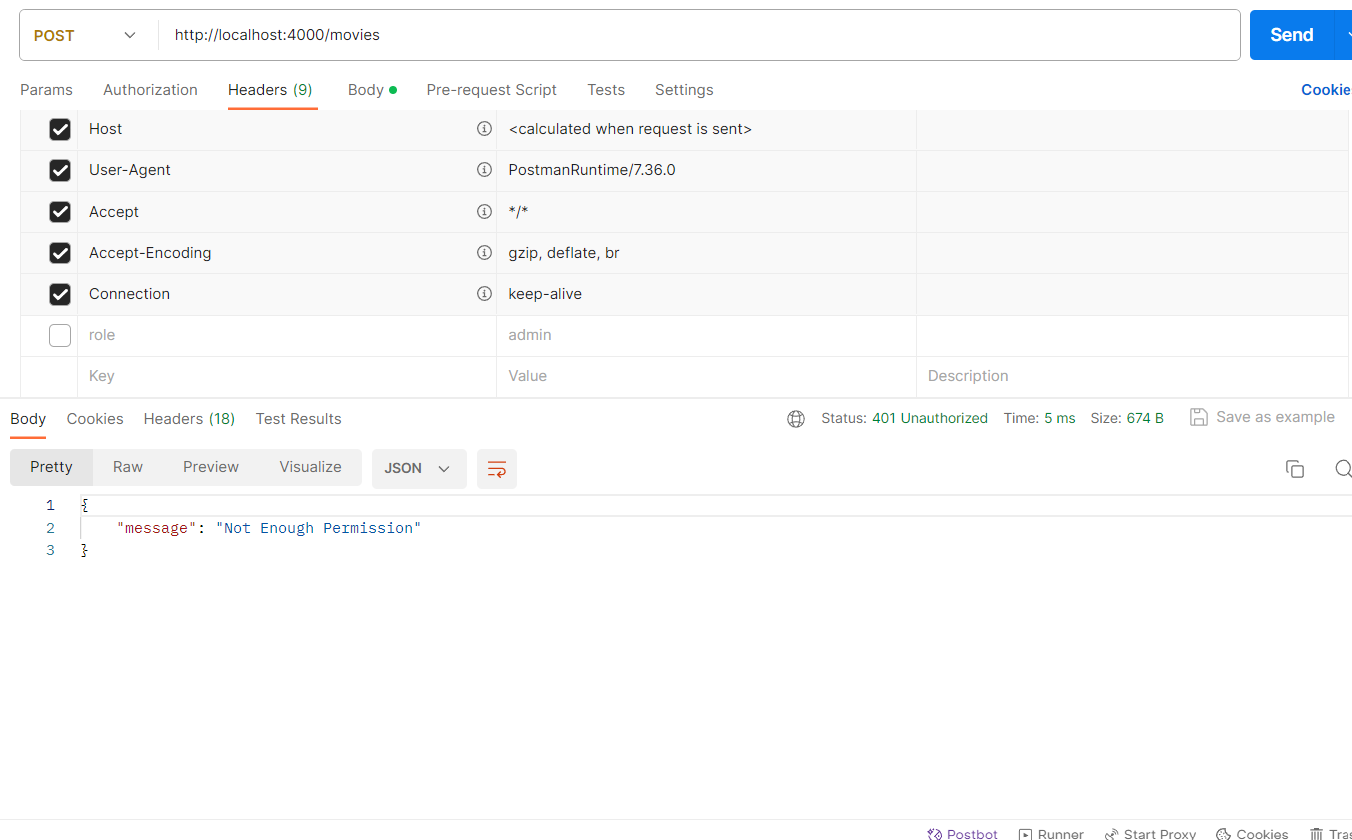 POST http://localhost:4000/movies Send
Params Authorization Headers (9) Body Pre-request Script Tests Settings Cookie
Host <calculated when request is sent>
User-Agent PostmanRuntime/7.36.0
Accept */*
Accept-Encoding gzip, deflate, br
Connection keep-alive
role admin
Key Value Description
Body Cookies Headers (18) Test Results Status: 401 Unauthorized Time: 5 ms Size: 674 B Save as example
Pretty Raw Preview Visualize JSON
1 {
2 "message": "Not Enough Permission"
3 }
Postbot Runner Start Proxy Cookies Tras